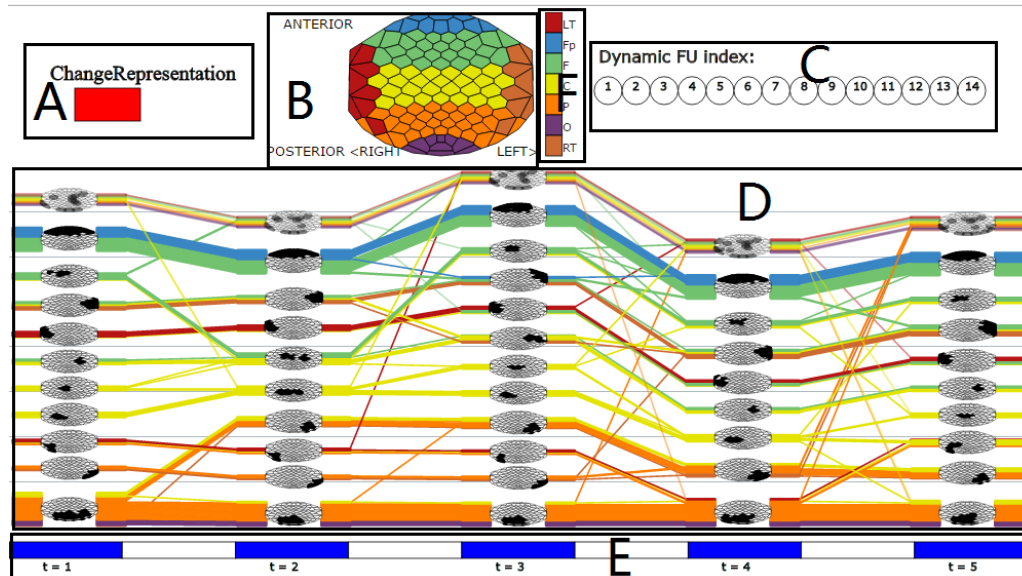 A
ChangeRepresentation
B
ANTERIOR
POSTERIOR <RIGHT
LEFT>
F
LT
Fp
F
C
P
O
RT
C
Dynamic FU index:
1 2 3 4 5 6 7 8 9 10 11 12 13 14
D
E
t = 1 t = 2 t = 3 t = 4 t = 5